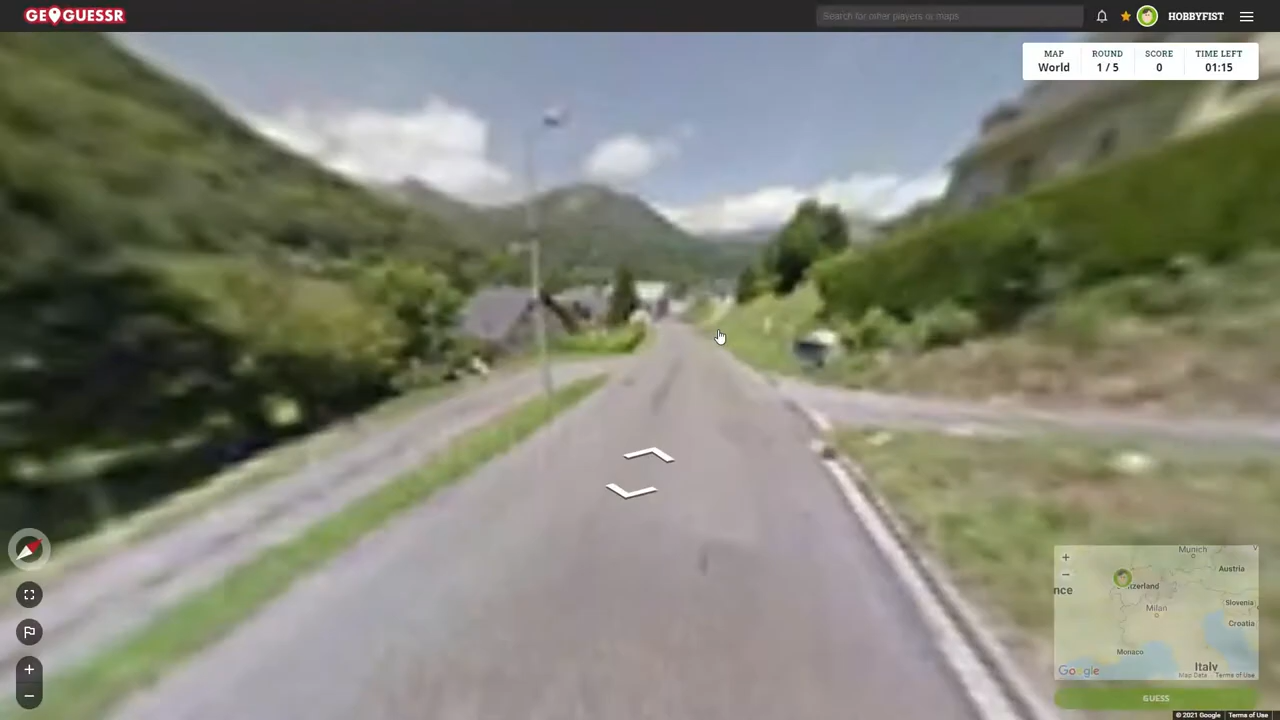 GEOGUESSR
Search for other players or maps
HOBBYFIST
MAP
World
ROUND
1 / 5
SCORE
0
TIME LEFT
01:15
Munich
Austria
nce
itzerland
Slovenia
Milan
Croatia
Monaco
Italy
Google
Map Data
Terms of Use
GUESS
© 2021 Google
Terms of Use